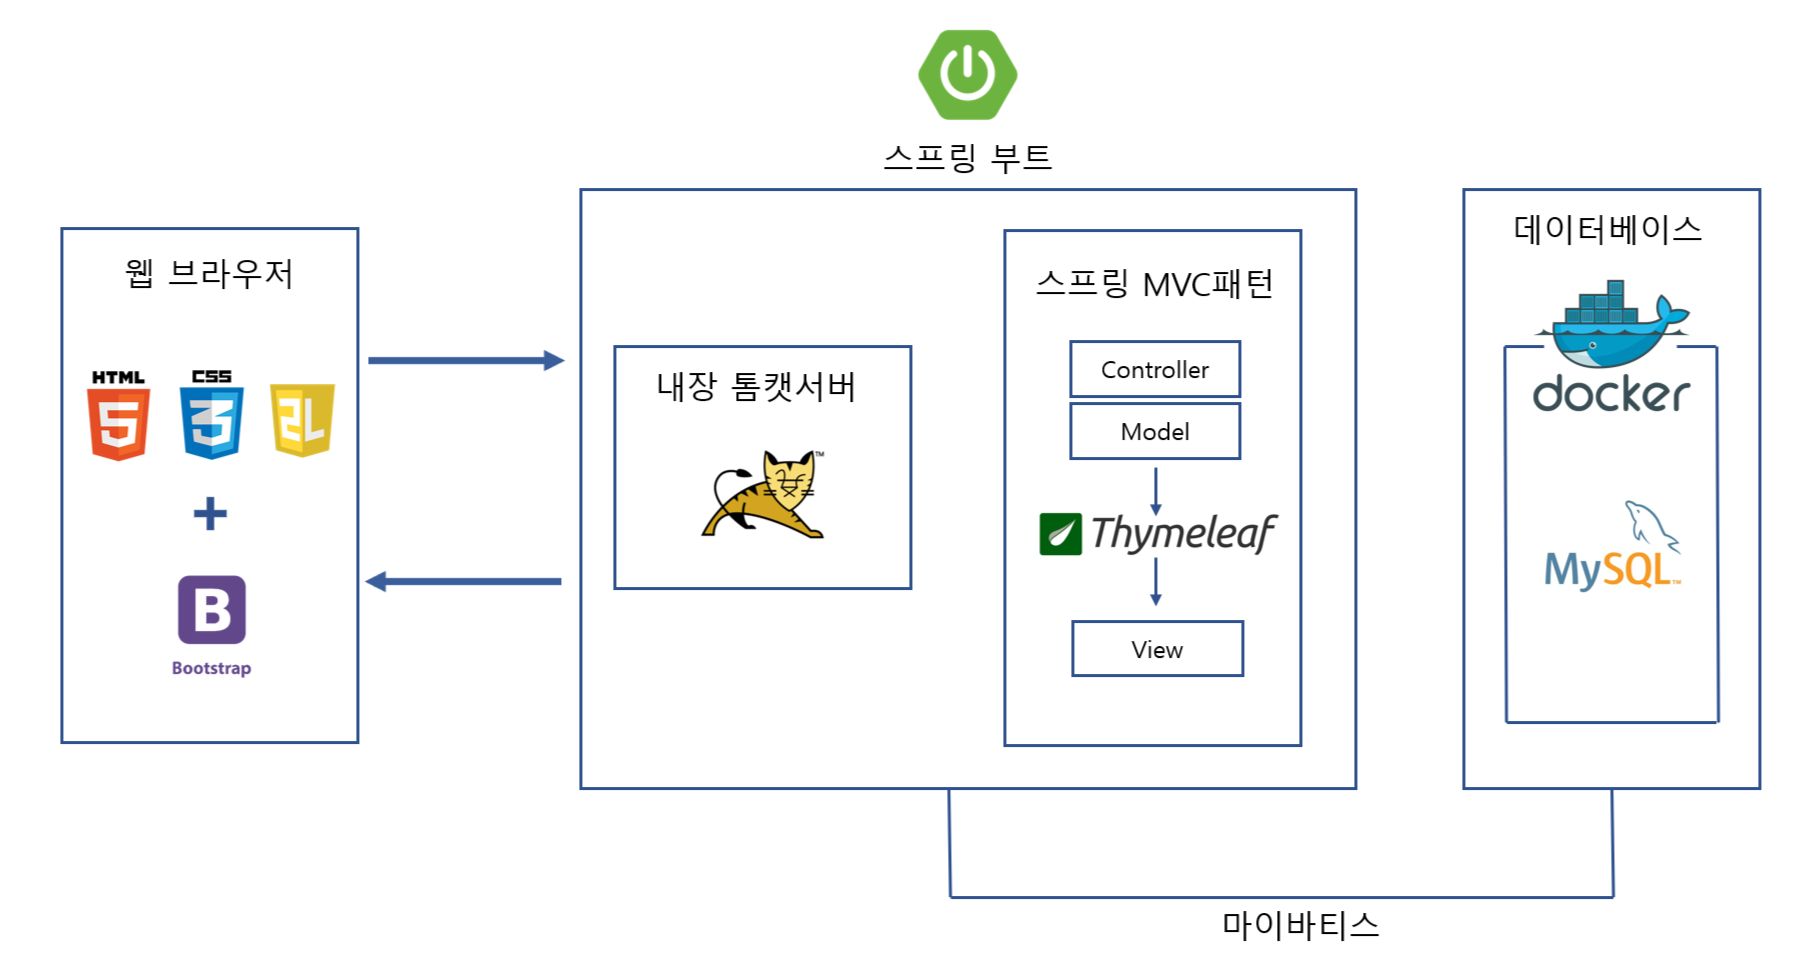 스프링 부트
웹 브라우저
HTML
5
CSS
3
+
B
Bootstrap
내장 톰캣서버
TM
스프링 MVC패턴
Controller
Model
Thymeleaf
View
데이터베이스
docker
MySQL™
마이바티스